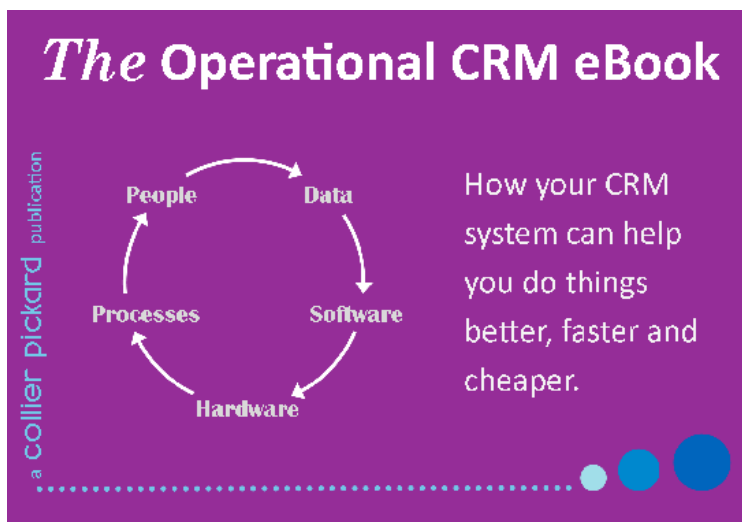 The Operational CRM eBook
a collier pickard publication
People
Data
Processes
Software
Hardware
How your CRM
system can help
you do things
better, faster and
cheaper.